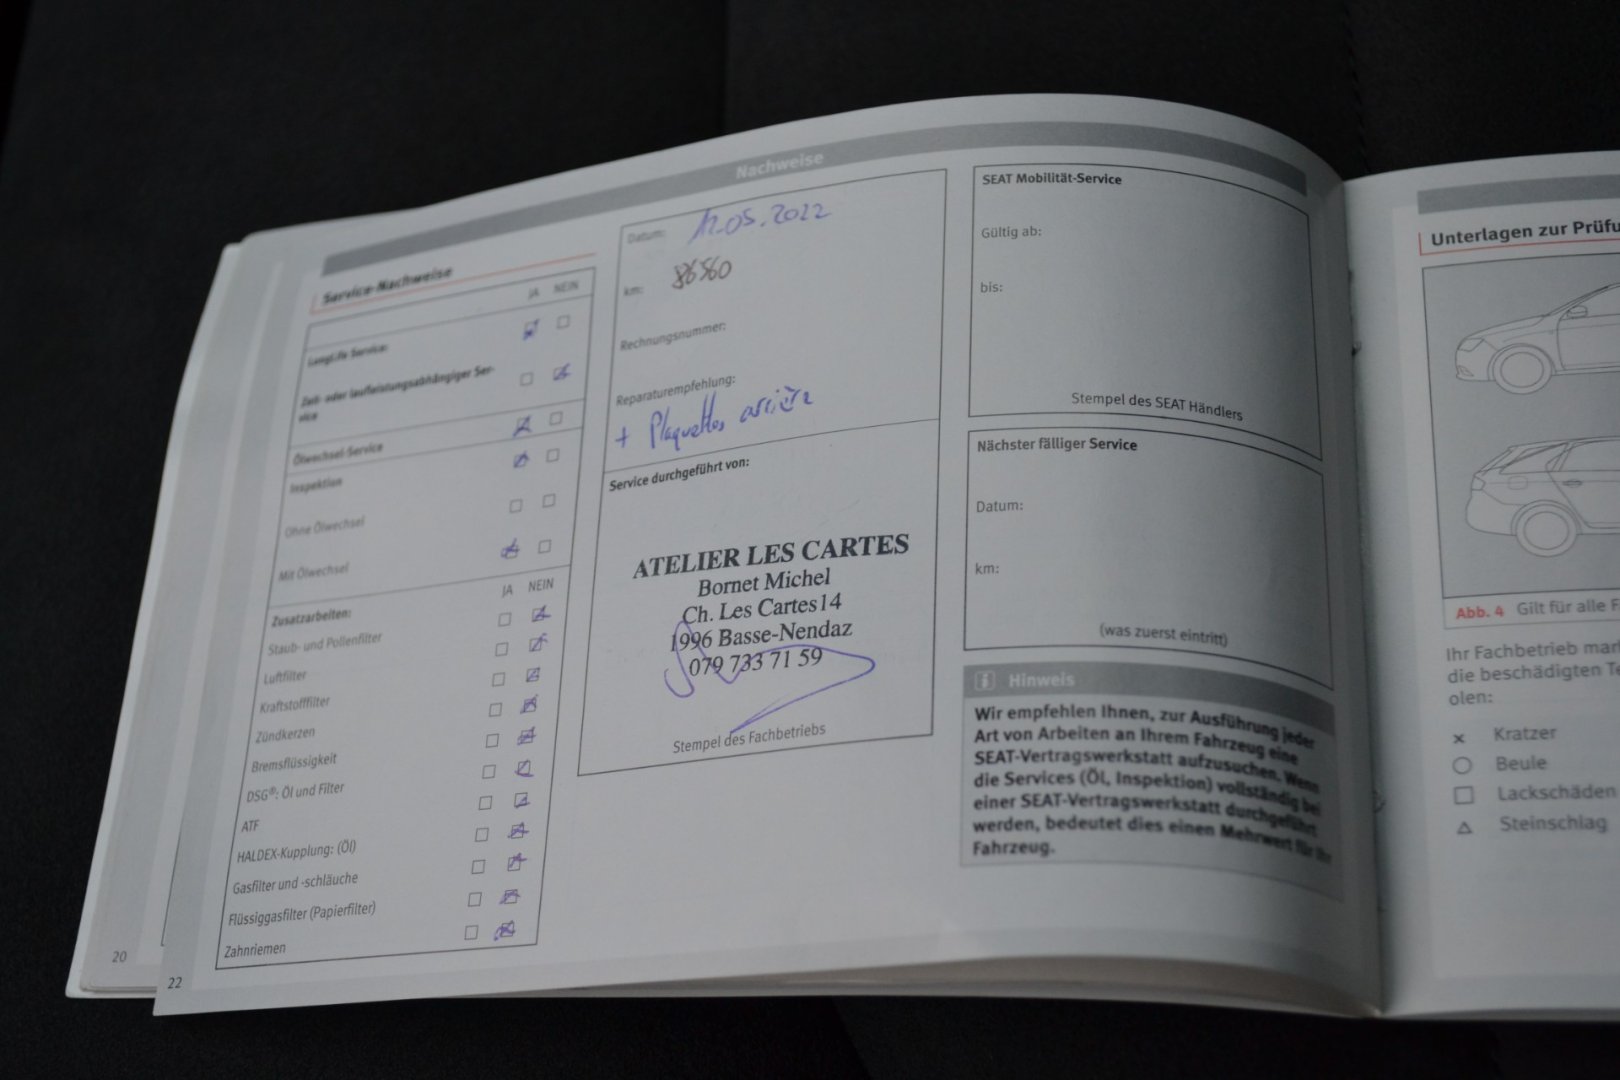 Nachweise
Service-Nachweise
JA NEIN
LongLife Service:
Zeit- oder laufleistungsabhängiger Ser-
vice
Ölwechsel-Service
Inspektion
Ohne Ölwechsel
Mit Ölwechsel
Zusatzarbeiten:
JA NEIN
Staub- und Pollenfilter
Luftfilter
Kraftstofffilter
Zündkerzen
Bremsflüssigkeit
DSG®: Öl und Filter
ATF
HALDEX-Kupplung: (Öl)
Gasfilter und -schläuche
Flüssiggasfilter (Papierfilter)
Zahnriemen
20
22
Datum: .05.2022
km:
Rechnungsnummer:
Reparaturempfehlung:
+ Plaquettes arrière
Service durchgeführt von:
ATELIER LES CARTES
Bornet Michel
Ch. Les Cartes14
1996 Basse-Nendaz
079 733 71 59
Stempel des Fachbetriebs
SEAT Mobilität-Service
Gültig ab:
bis:
Stempel des SEAT Händlers
Nächster fälliger Service
Datum:
km:
(was zuerst eintritt)
Hinweis
Wir empfehlen Ihnen, zur Ausführung jeder
Art von Arbeiten an Ihrem Fahrzeug eine
SEAT-Vertragswerkstatt aufzusuchen. Wenn
die Services (Öl, Inspektion) vollständig bei
einer SEAT-Vertragswerkstatt durchgeführt
werden, bedeutet dies einen Mehrwert für Ihr
Fahrzeug.
Unterlagen zur Prüfu
Abb. 4 Gilt für alle F
Ihr Fachbetrieb mar
die beschädigten Te
olen:
Kratzer
Beule
Lackschäden
Steinschlag